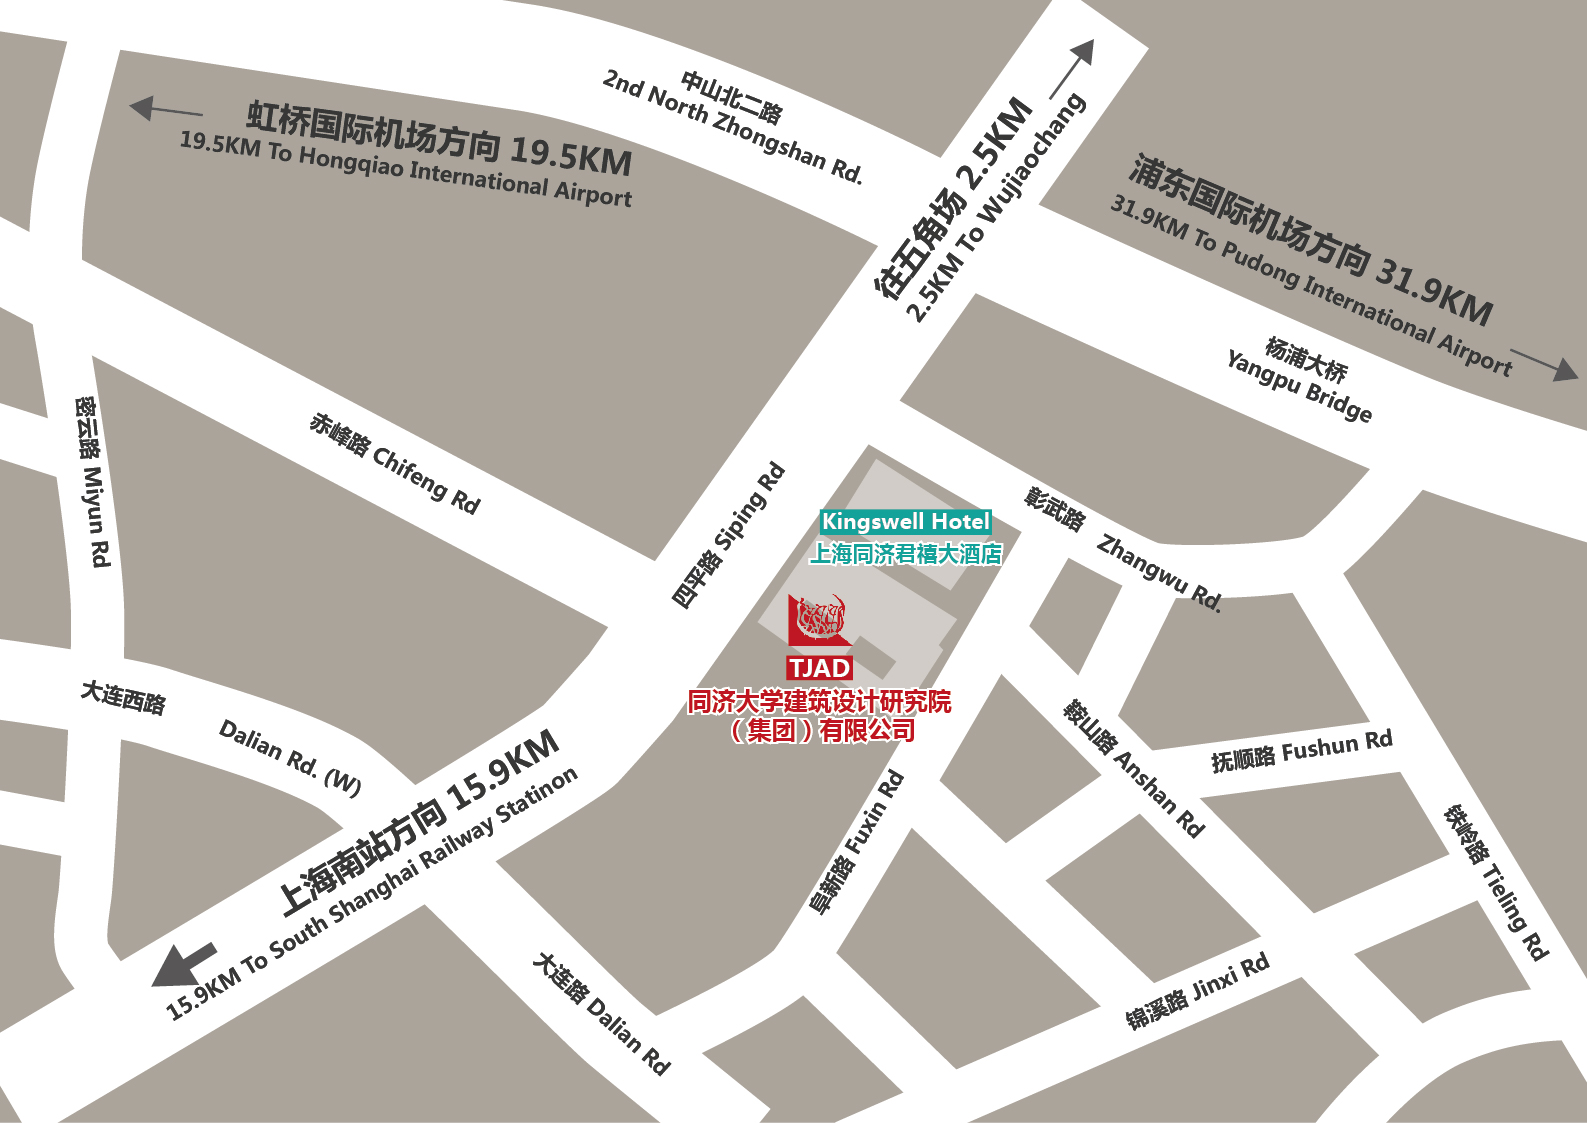 中山北二路
2nd North Zhongshan Rd.
虹桥国际机场方向 19.5KM
19.5KM To Hongqiao International Airport
往五角场 2.5KM
2.5KM To Wujiaochang
浦东国际机场方向 31.9KM
31.9KM To Pudong International Airport
杨浦大桥
Yangpu Bridge
密云路 Miyun Rd
赤峰路 Chifeng Rd
四平路 Siping Rd
彰武路 Zhangwu Rd.
Kingswell Hotel
上海同济君禧大酒店
TJAD
同济大学建筑设计研究院
（集团）有限公司
大连西路
Dalian Rd. (W)
上海南站方向 15.9KM
15.9KM To South Shanghai Railway Statinon
鞍山路 Anshan Rd
抚顺路 Fushun Rd
阜新路 Fuxin Rd
铁岭路 Tieling Rd
大连路 Dalian Rd
锦溪路 Jinxi Rd